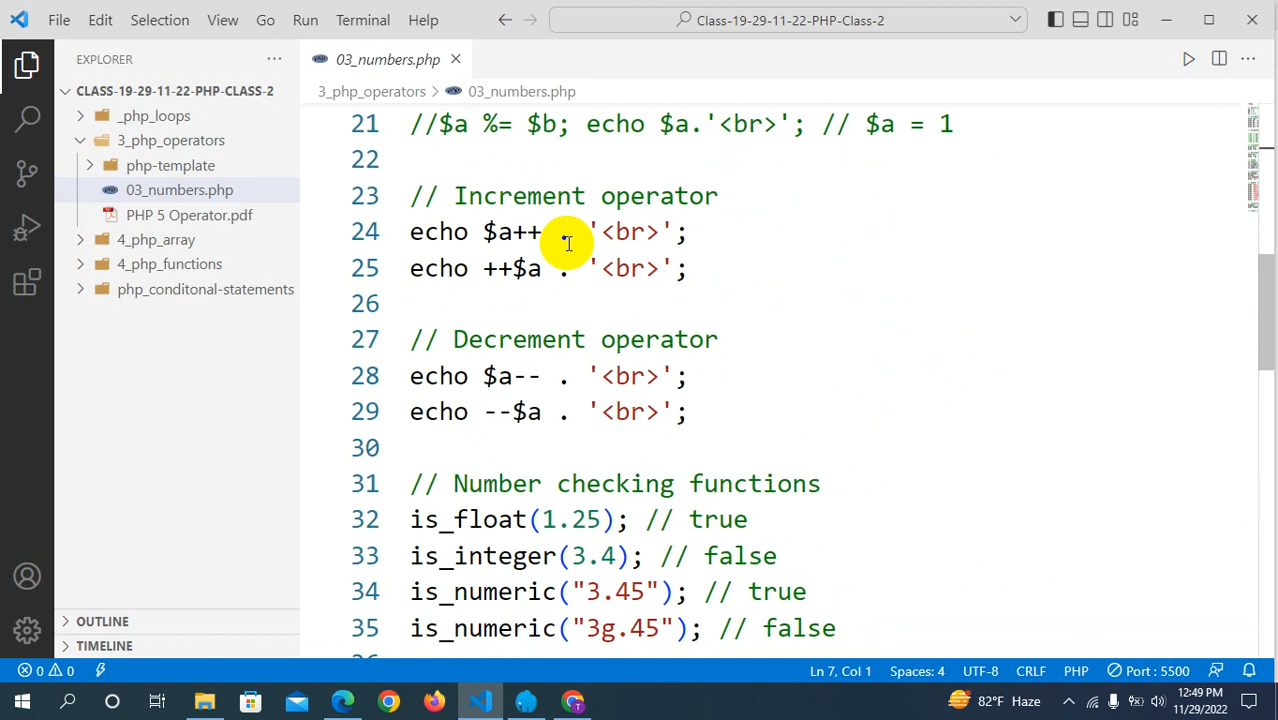 File Edit Selection View Go Run Terminal Help
Class-19-29-11-22-PHP-Class-2
EXPLORER
CLASS-19-29-11-22-PHP-CLASS-2
_php_loops
3_php_operators
php-template
03_numbers.php
PHP 5 Operator.pdf
4_php_array
4_php_functions
php_conditonal-statements
OUTLINE
TIMELINE
03_numbers.php
3_php_operators > 03_numbers.php
21 //$a %= $b; echo $a.'<br>'; // $a = 1
22
23 // Increment operator
24 echo $a++ . '<br>';
25 echo ++$a . '<br>';
26
27 // Decrement operator
28 echo $a-- . '<br>';
29 echo --$a . '<br>';
30
31 // Number checking functions
32 is_float(1.25); // true
33 is_integer(3.4); // false
34 is_numeric("3.45"); // true
35 is_numeric("3g.45"); // false
0 0 Ln 7, Col 1 Spaces: 4 UTF-8 CRLF PHP Port : 5500
82°F Haze
12:49 PM
11/29/2022